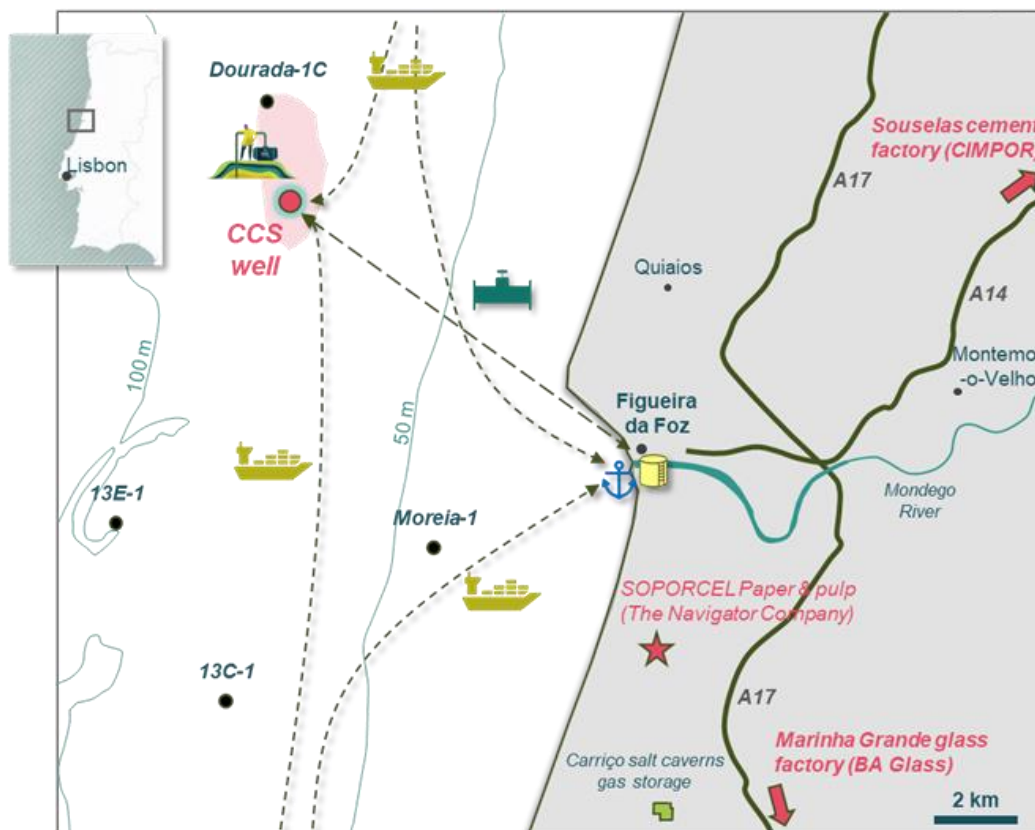 Dourada-1C
Lisbon
CCS
well
Souselas cement
factory (CIMPOR)
A17
Quiaios
A14
Montemo
-o-Velho
100 m
50 m
Figueira
da Foz
13E-1
Moreia-1
Mondego
River
SOPORCEL Paper & pulp
(The Navigator Company)
13C-1
A17
Carriço salt caverns
gas storage
Marinha Grande glass
factory (BA Glass)
2 km